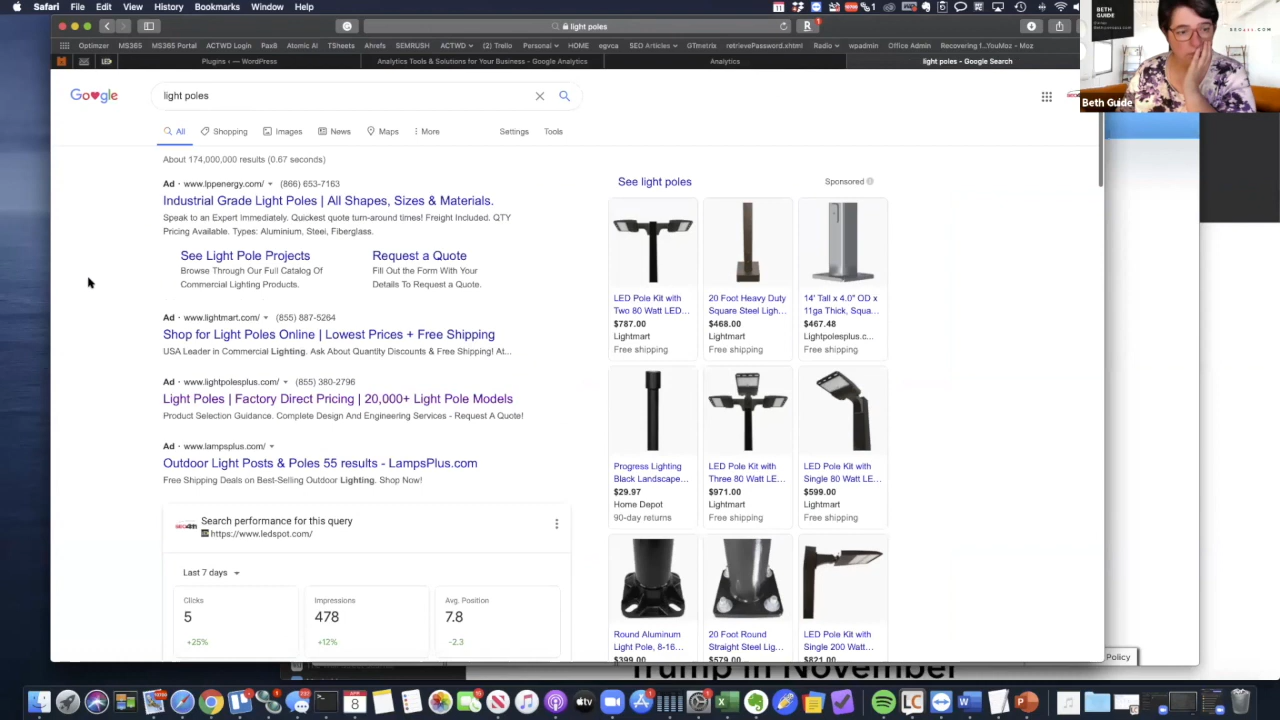 Safari File Edit View History Bookmarks Window Help
light poles
Optimzer MS365 MS365 Portal ACTWD Login Pax8 Atomic AI TSheets Ahrefs SEMRUSH ACTWD (2) Trello Personal HOME egvca SEO Articles GTmetrix retrievePassword.xhtml Radio wpadmin Office Admin Recovering f...YouMoz - Moz
Plugins ‹ — WordPress
Analytics Tools & Solutions for Your Business - Google Analytics
Analytics
light poles - Google Search
BETH GUIDE
Beth Guide
light poles
All Shopping Images News Maps More Settings Tools
About 174,000,000 results (0.67 seconds)
Ad · www.lppenergy.com/ (866) 653-7163
Industrial Grade Light Poles | All Shapes, Sizes & Materials.
Speak to an Expert Immediately. Quickest quote turn-around times! Freight Included. QTY
Pricing Available. Types: Aluminium, Steel, Fiberglass.
See Light Pole Projects
Browse Through Our Full Catalog Of
Commercial Lighting Products.
Request a Quote
Fill Out the Form With Your
Details To Request a Quote.
Ad · www.lightmart.com/ (855) 887-5264
Shop for Light Poles Online | Lowest Prices + Free Shipping
USA Leader in Commercial Lighting. Ask About Quantity Discounts & Free Shipping! At...
Ad · www.lightpolesplus.com/ (855) 380-2796
Light Poles | Factory Direct Pricing | 20,000+ Light Pole Models
Product Selection Guidance. Complete Design And Engineering Services - Request A Quote!
Ad · www.lampsplus.com/
Outdoor Light Posts & Poles 55 results - LampsPlus.com
Free Shipping Deals on Best-Selling Outdoor Lighting. Shop Now!
Search performance for this query
https://www.ledspot.com/
Last 7 days
Clicks
5
+25%
Impressions
478
+12%
Avg. Position
7.8
-2.3
See light poles
Sponsored
LED Pole Kit with
Two 80 Watt LED...
$787.00
Lightmart
Free shipping
20 Foot Heavy Duty
Square Steel Ligh...
$468.00
Lightmart
Free shipping
14' Tall x 4.0" OD x
11ga Thick, Squa...
$467.48
Lightpolesplus.c...
Free shipping
Progress Lighting
Black Landscape...
$29.97
Home Depot
90-day returns
LED Pole Kit with
Three 80 Watt LE...
$971.00
Lightmart
Free shipping
LED Pole Kit with
Single 80 Watt LE...
$599.00
Lightmart
Free shipping
Round Aluminum
Light Pole, 8-16...
$399.00
20 Foot Round
Straight Steel Lig...
$579.00
LED Pole Kit with
Single 200 Watt...
$821.00
Policy
Trump in November